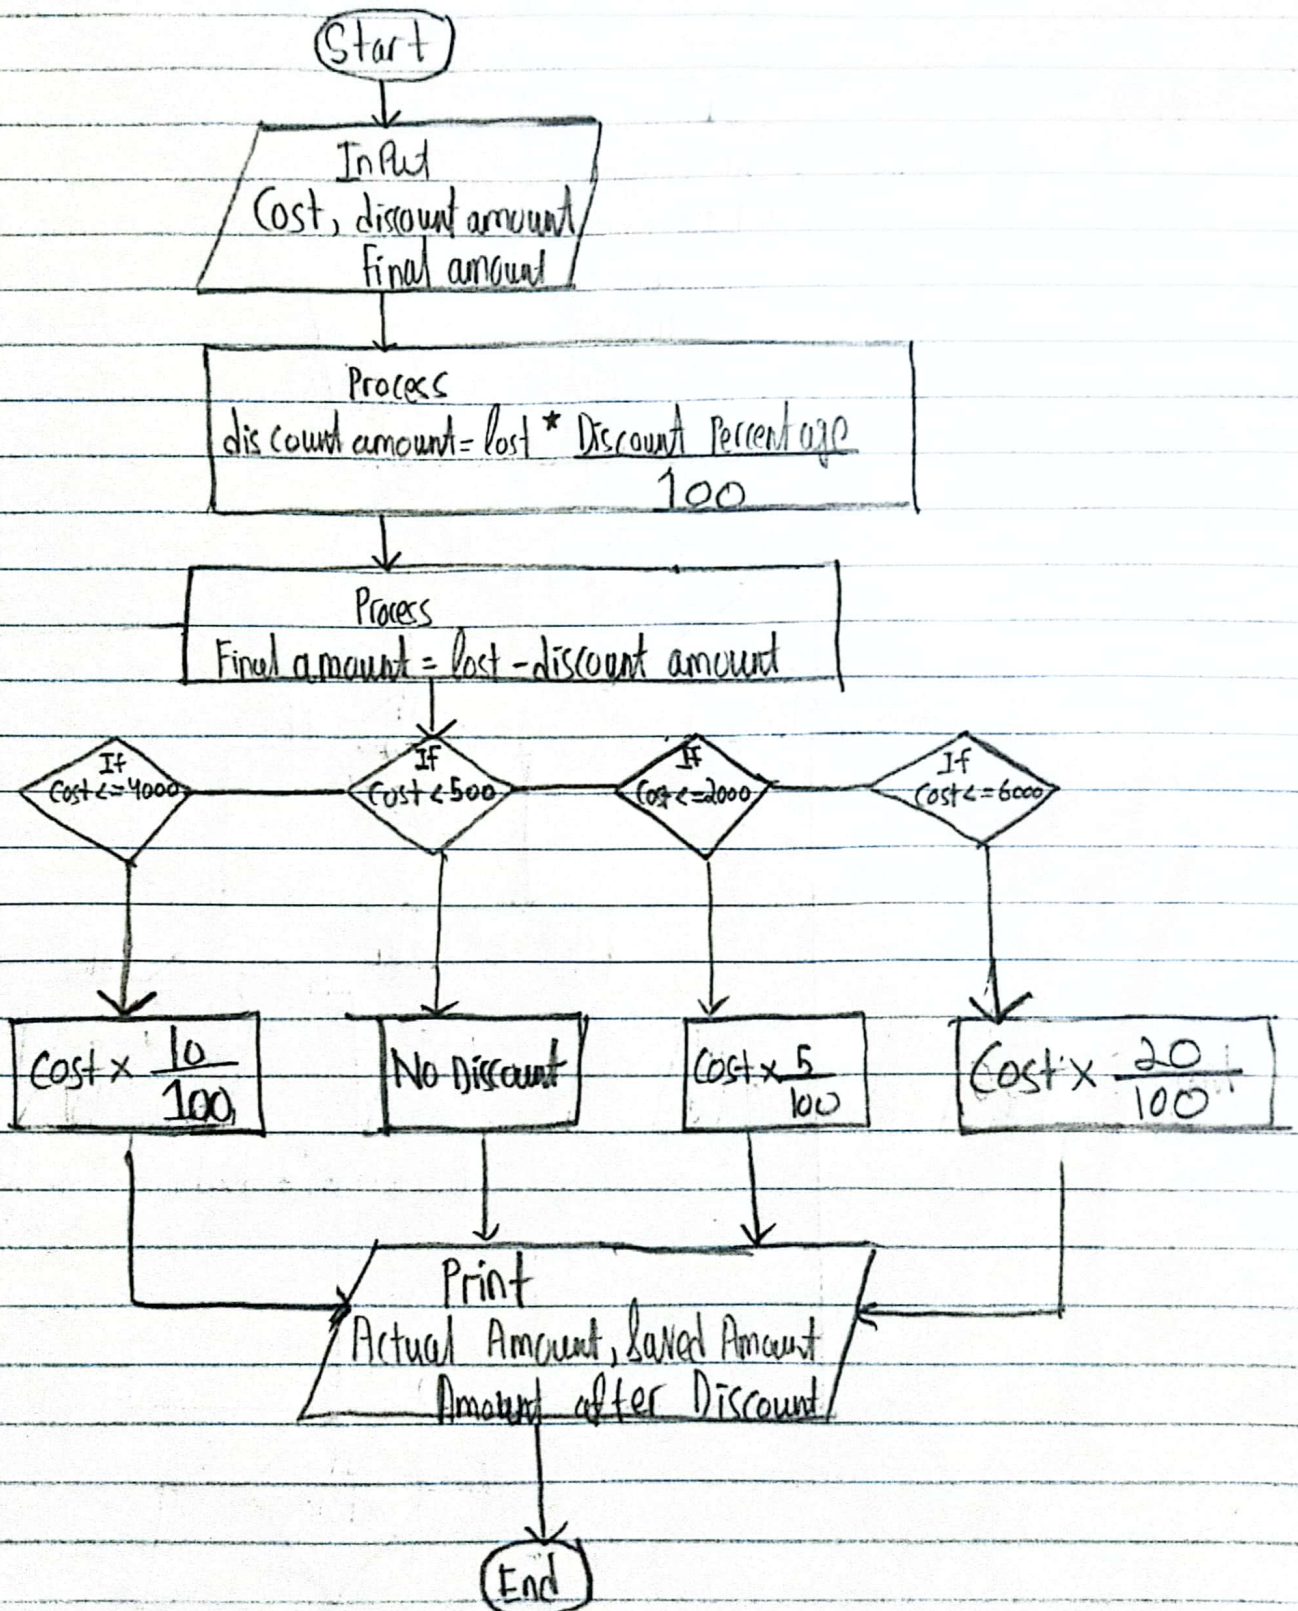 Start
Input
Cost, discount amount
Final amount
Process
discount amount = Cost * Discount Percentage
100
Process
Final amount = Cost - discount amount
If
Cost <= 4000
If
Cost < 500
If
Cost <= 2000
If
Cost <= 6000
Cost x 10
100
No Discount
Cost x 5
100
Cost x 20
100
Print
Actual Amount, Saved Amount
Amount after Discount
End